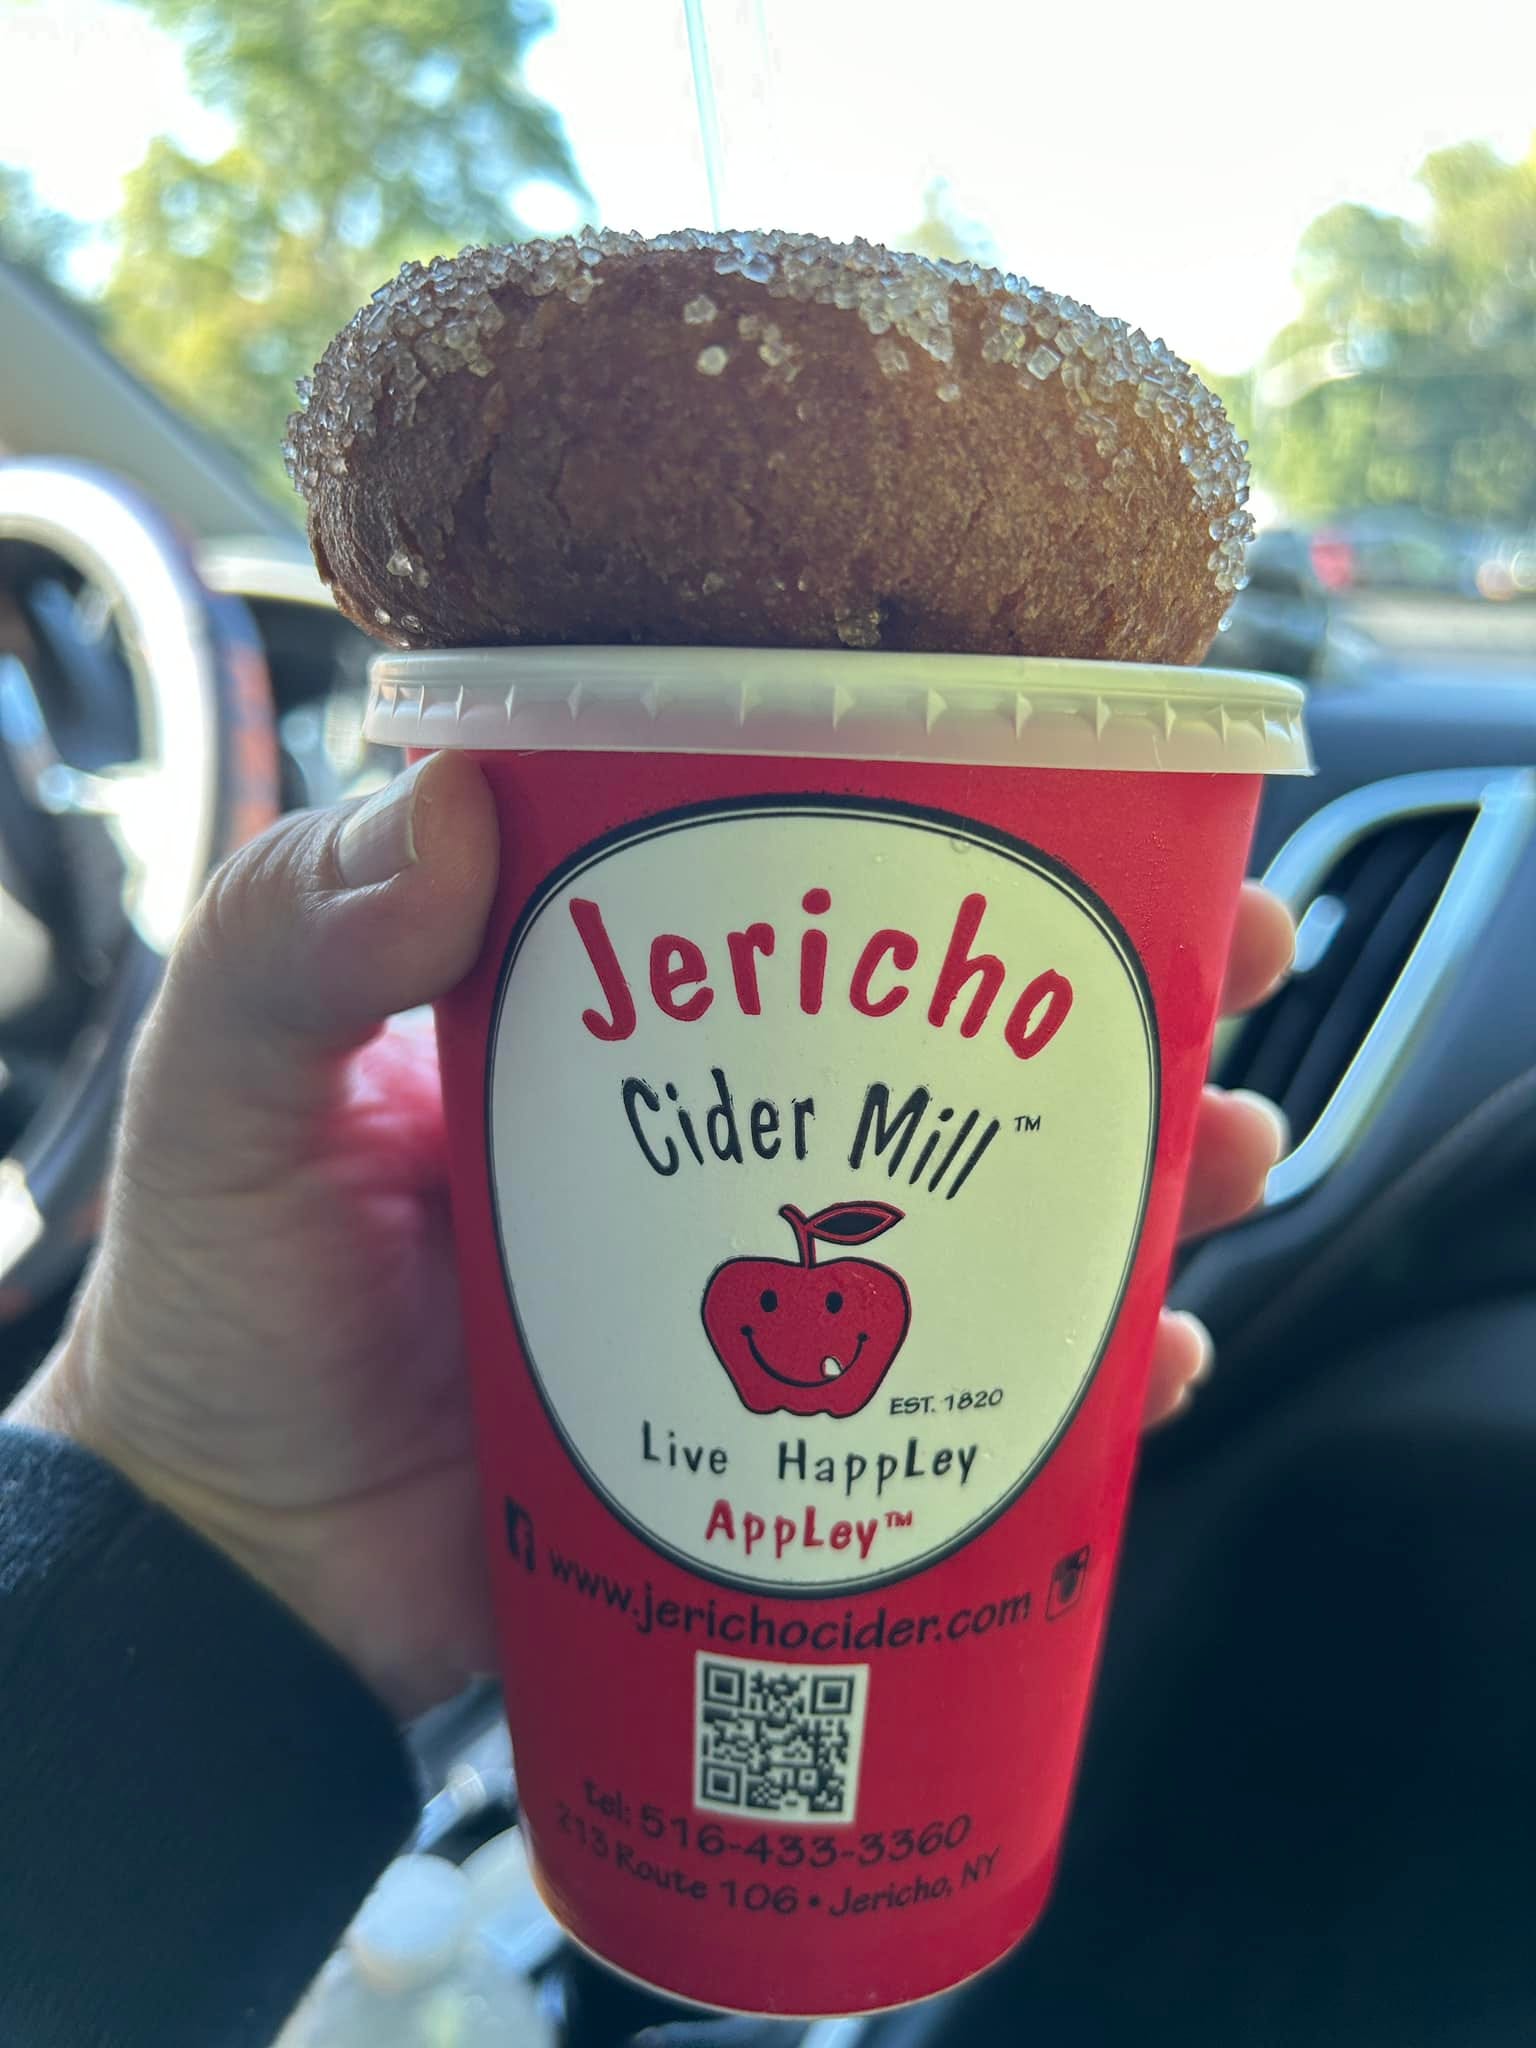 Jericho
Cider Mill™
EST. 1820
Live HappLey
AppLey™
www.jerichocider.com
tel: 516-433-3360
213 Route 106 • Jericho, NY